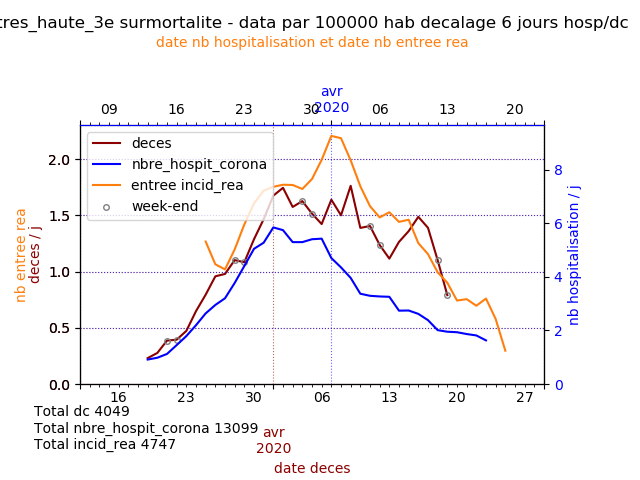 tres_haute_3e surmortalite - data par 100000 hab decalage 6 jours hosp/dc
date nb hospitalisation et date nb entree rea
avr
2020
09 16 23 30 06 13 20
deces
nbre_hospit_corona
entree incid_rea
week-end
2.0
1.5
1.0
0.5
0.0
8
6
4
2
0
nb entree rea
deces / j
nb hospitalisation / j
16 23 30 06 13 20 27
Total dc 4049
Total nbre_hospit_corona 13099
Total incid_rea 4747
avr
2020
date deces